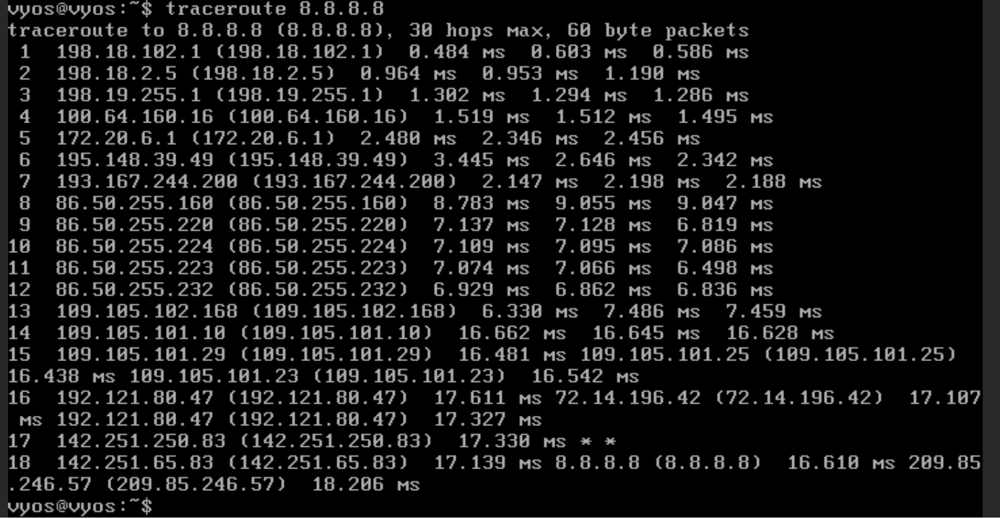 vyos@vyos:~$ traceroute 8.8.8.8
traceroute to 8.8.8.8 (8.8.8.8), 30 hops max, 60 byte packets
 1  198.18.102.1 (198.18.102.1)  0.484 ms  0.603 ms  0.586 ms
 2  198.18.2.5 (198.18.2.5)  0.964 ms  0.953 ms  1.190 ms
 3  198.19.255.1 (198.19.255.1)  1.302 ms  1.294 ms  1.286 ms
 4  100.64.160.16 (100.64.160.16)  1.519 ms  1.512 ms  1.495 ms
 5  172.20.6.1 (172.20.6.1)  2.480 ms  2.346 ms  2.456 ms
 6  195.148.39.49 (195.148.39.49)  3.445 ms  2.646 ms  2.342 ms
 7  193.167.244.200 (193.167.244.200)  2.147 ms  2.198 ms  2.188 ms
 8  86.50.255.160 (86.50.255.160)  8.783 ms  9.055 ms  9.047 ms
 9  86.50.255.220 (86.50.255.220)  7.137 ms  7.128 ms  6.819 ms
10  86.50.255.224 (86.50.255.224)  7.109 ms  7.095 ms  7.086 ms
11  86.50.255.223 (86.50.255.223)  7.074 ms  7.066 ms  6.498 ms
12  86.50.255.232 (86.50.255.232)  6.929 ms  6.862 ms  6.836 ms
13  109.105.102.168 (109.105.102.168)  6.330 ms  7.486 ms  7.459 ms
14  109.105.101.10 (109.105.101.10)  16.662 ms  16.645 ms  16.628 ms
15  109.105.101.29 (109.105.101.29)  16.481 ms 109.105.101.25 (109.105.101.25)
16.438 ms 109.105.101.23 (109.105.101.23)  16.542 ms
16  192.121.80.47 (192.121.80.47)  17.611 ms 72.14.196.42 (72.14.196.42)  17.107
 ms 192.121.80.47 (192.121.80.47)  17.327 ms
17  142.251.250.83 (142.251.250.83)  17.330 ms * *
18  142.251.65.83 (142.251.65.83)  17.139 ms 8.8.8.8 (8.8.8.8)  16.610 ms 209.85
.246.57 (209.85.246.57)  18.206 ms
vyos@vyos:~$